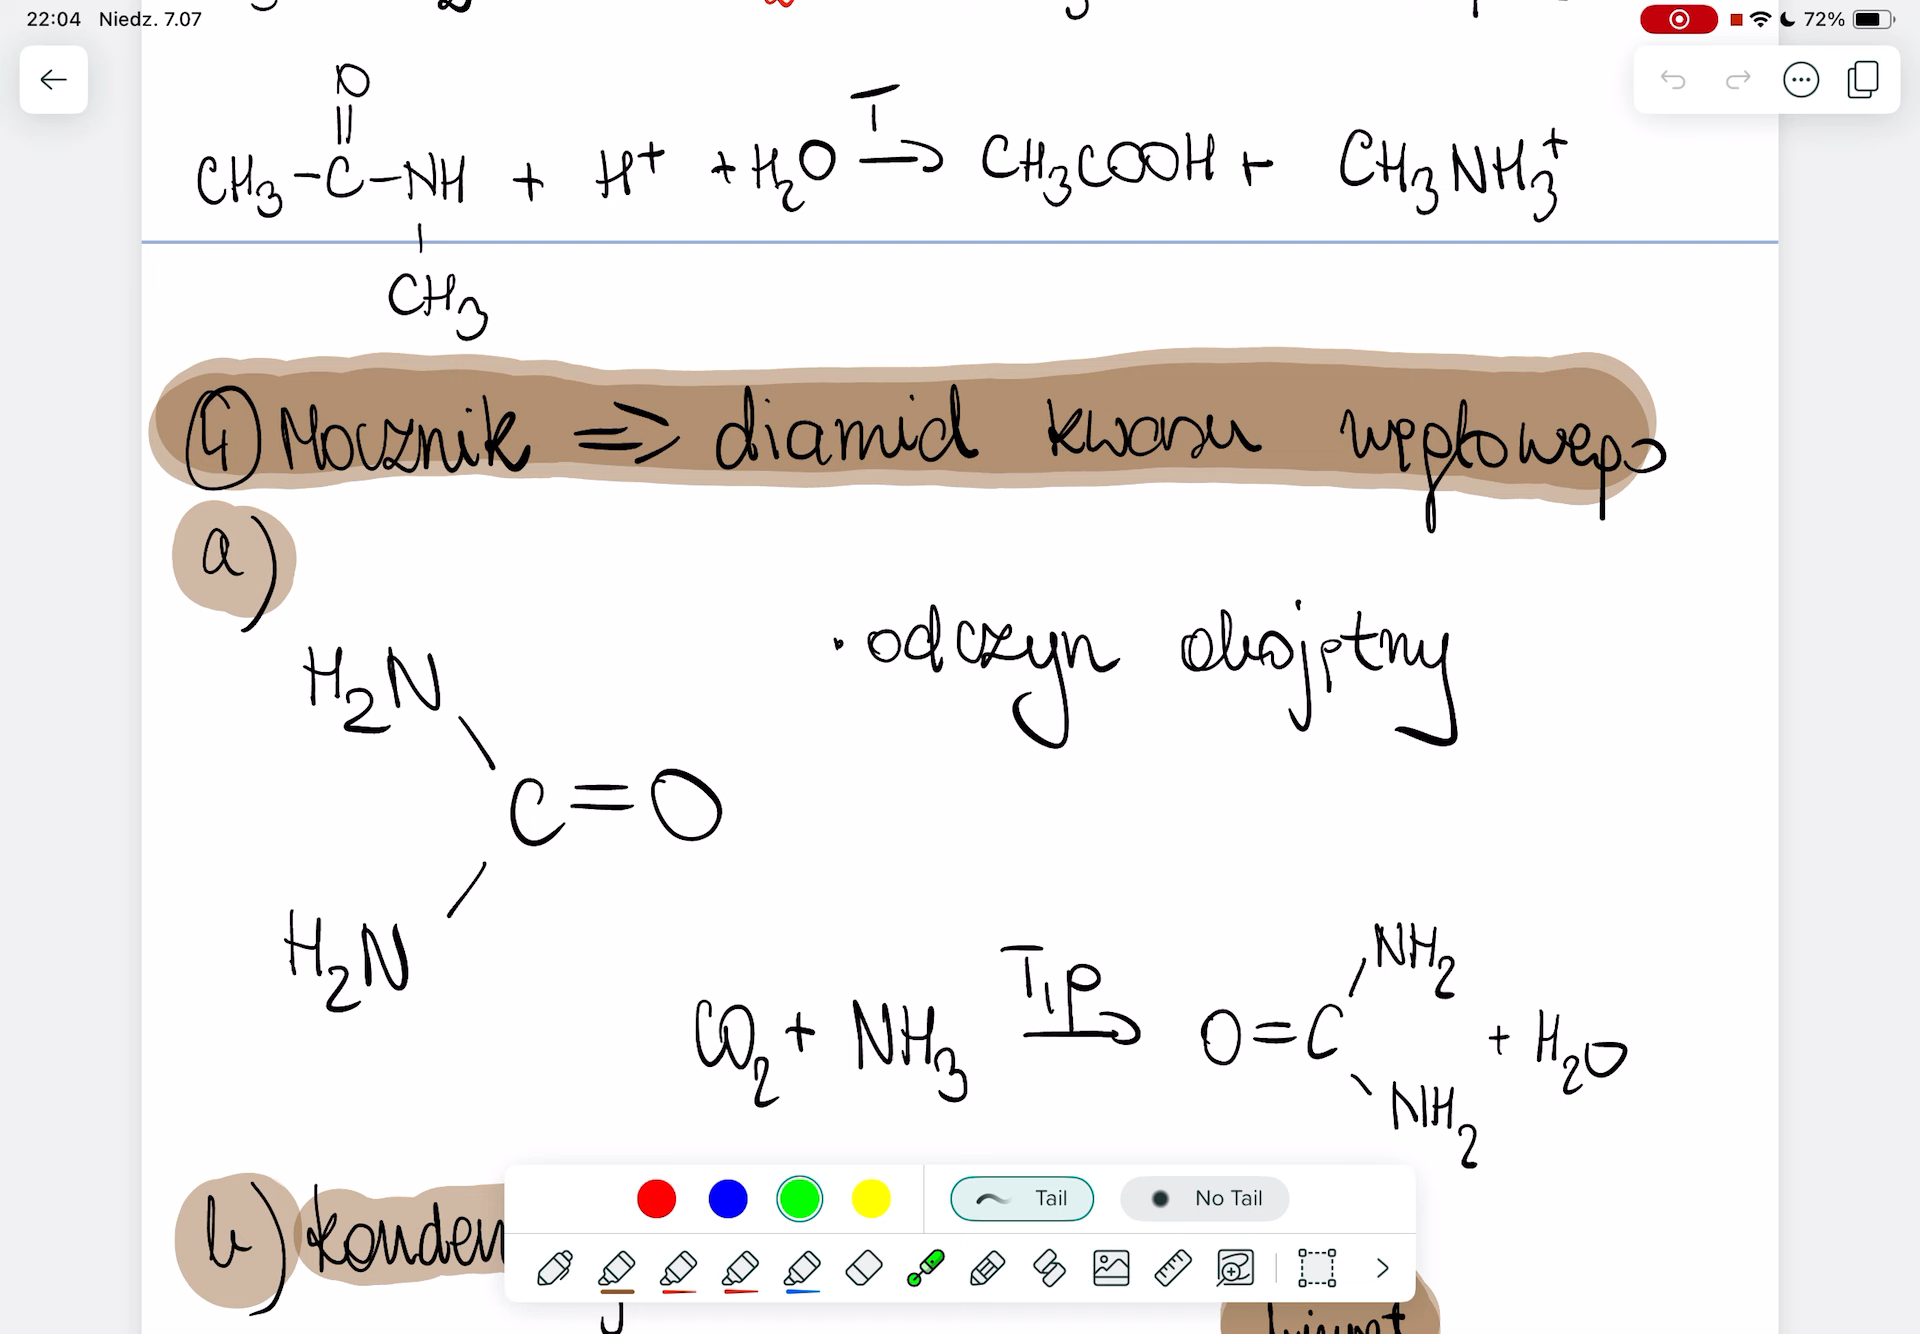 22:04 Niedz. 7.07
72%
O
||
CH₃-C-NH + H⁺ + H₂O T → CH₃COOH + CH₃NH₃⁺
CH₃
4 Mocznik ⇒ diamid kwasu węglowego
a)
• odczyn obojętny
H₂N
C=O
H₂N
NH₂
CO₂ + NH₃ T,p → O=C + H₂O
NH₂
b) konden
Tail
No Tail